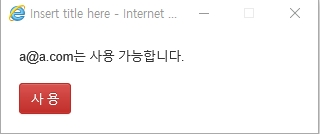 Insert title here - Internet ...
a@a.com는 사용 가능합니다.
사 용